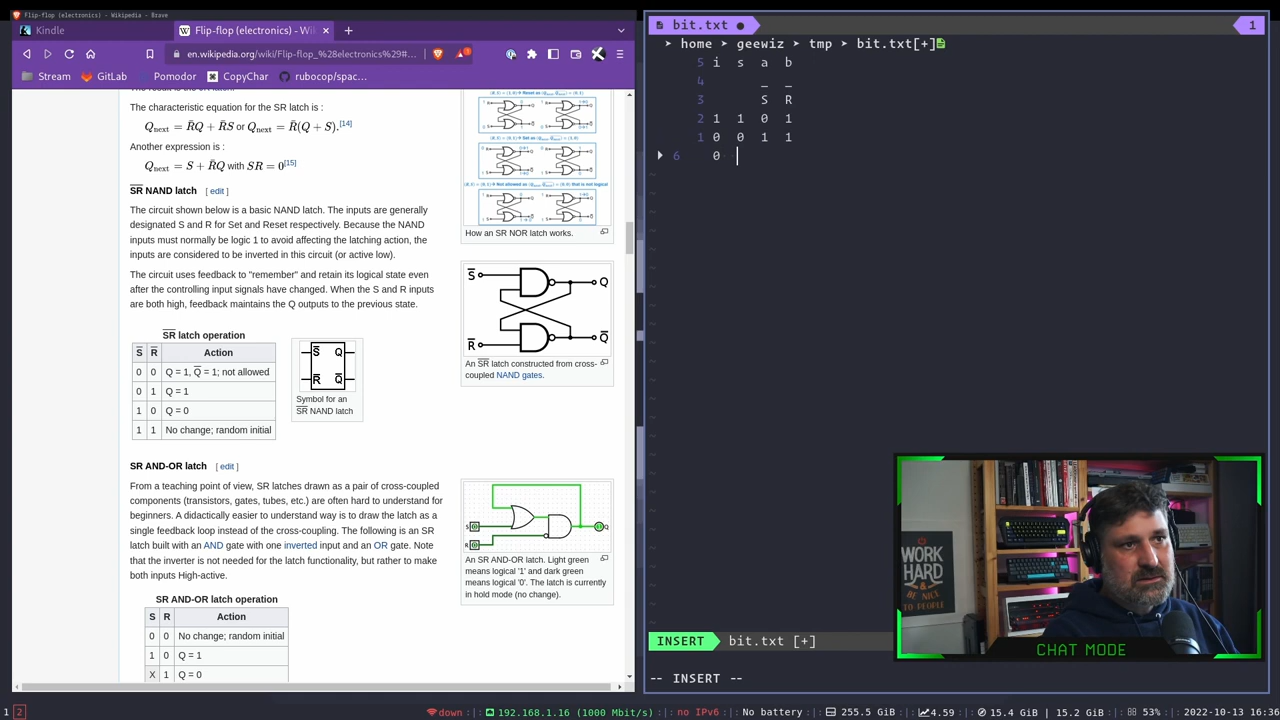 Flip-flop (electronics) - Wikipedia - Brave
Kindle
Flip-flop (electronics) - Wi
en.wikipedia.org/wiki/Flip-flop_%28electronics%29#...
Stream GitLab Pomodor CopyChar rubocop/spac...
The characteristic equation for the SR latch is :
Qnext = R̄Q + R̄S or Qnext = R̄(Q + S).[14]
Another expression is :
Qnext = S + R̄Q with SR = 0[15]
S̅R̅ NAND latch [ edit ]
The circuit shown below is a basic NAND latch. The inputs are generally
designated S and R for Set and Reset respectively. Because the NAND
inputs must normally be logic 1 to avoid affecting the latching action, the
inputs are considered to be inverted in this circuit (or active low).
The circuit uses feedback to "remember" and retain its logical state even
after the controlling input signals have changed. When the S and R inputs
are both high, feedback maintains the Q outputs to the previous state.
S̅R̅ latch operation
S̅ R̅ Action
0 0 Q = 1, Q̅ = 1; not allowed
0 1 Q = 1
1 0 Q = 0
1 1 No change; random initial
S̅ Q
R̅ Q̅
Symbol for an
S̅R̅ NAND latch
How an SR NOR latch works.
S̅ Q
R̅ Q̅
An S̅R̅ latch constructed from cross-
coupled NAND gates.
SR AND-OR latch [ edit ]
From a teaching point of view, SR latches drawn as a pair of cross-coupled
components (transistors, gates, tubes, etc.) are often hard to understand for
beginners. A didactically easier to understand way is to draw the latch as a
single feedback loop instead of the cross-coupling. The following is an SR
latch built with an AND gate with one inverted input and an OR gate. Note
that the inverter is not needed for the latch functionality, but rather to make
both inputs High-active.
An SR AND-OR latch. Light green
means logical '1' and dark green
means logical '0'. The latch is currently
in hold mode (no change).
SR AND-OR latch operation
S R Action
0 0 No change; random initial
1 0 Q = 1
X 1 Q = 0
bit.txt ● 1
home geewiz tmp bit.txt[+]
5 i s a b
4 _ _
3 S R
2 1 1 0 1
1 0 0 1 1
6 0
INSERT bit.txt [+]
-- INSERT --
WORK
HARD
& BE NICE
TO PEOPLE
CHAT MODE
1 2 down 192.168.1.16 (1000 Mbit/s) no IPv6 No battery 255.5 GiB 4.59 15.4 GiB | 15.2 GiB 53% 2022-10-13 16:36